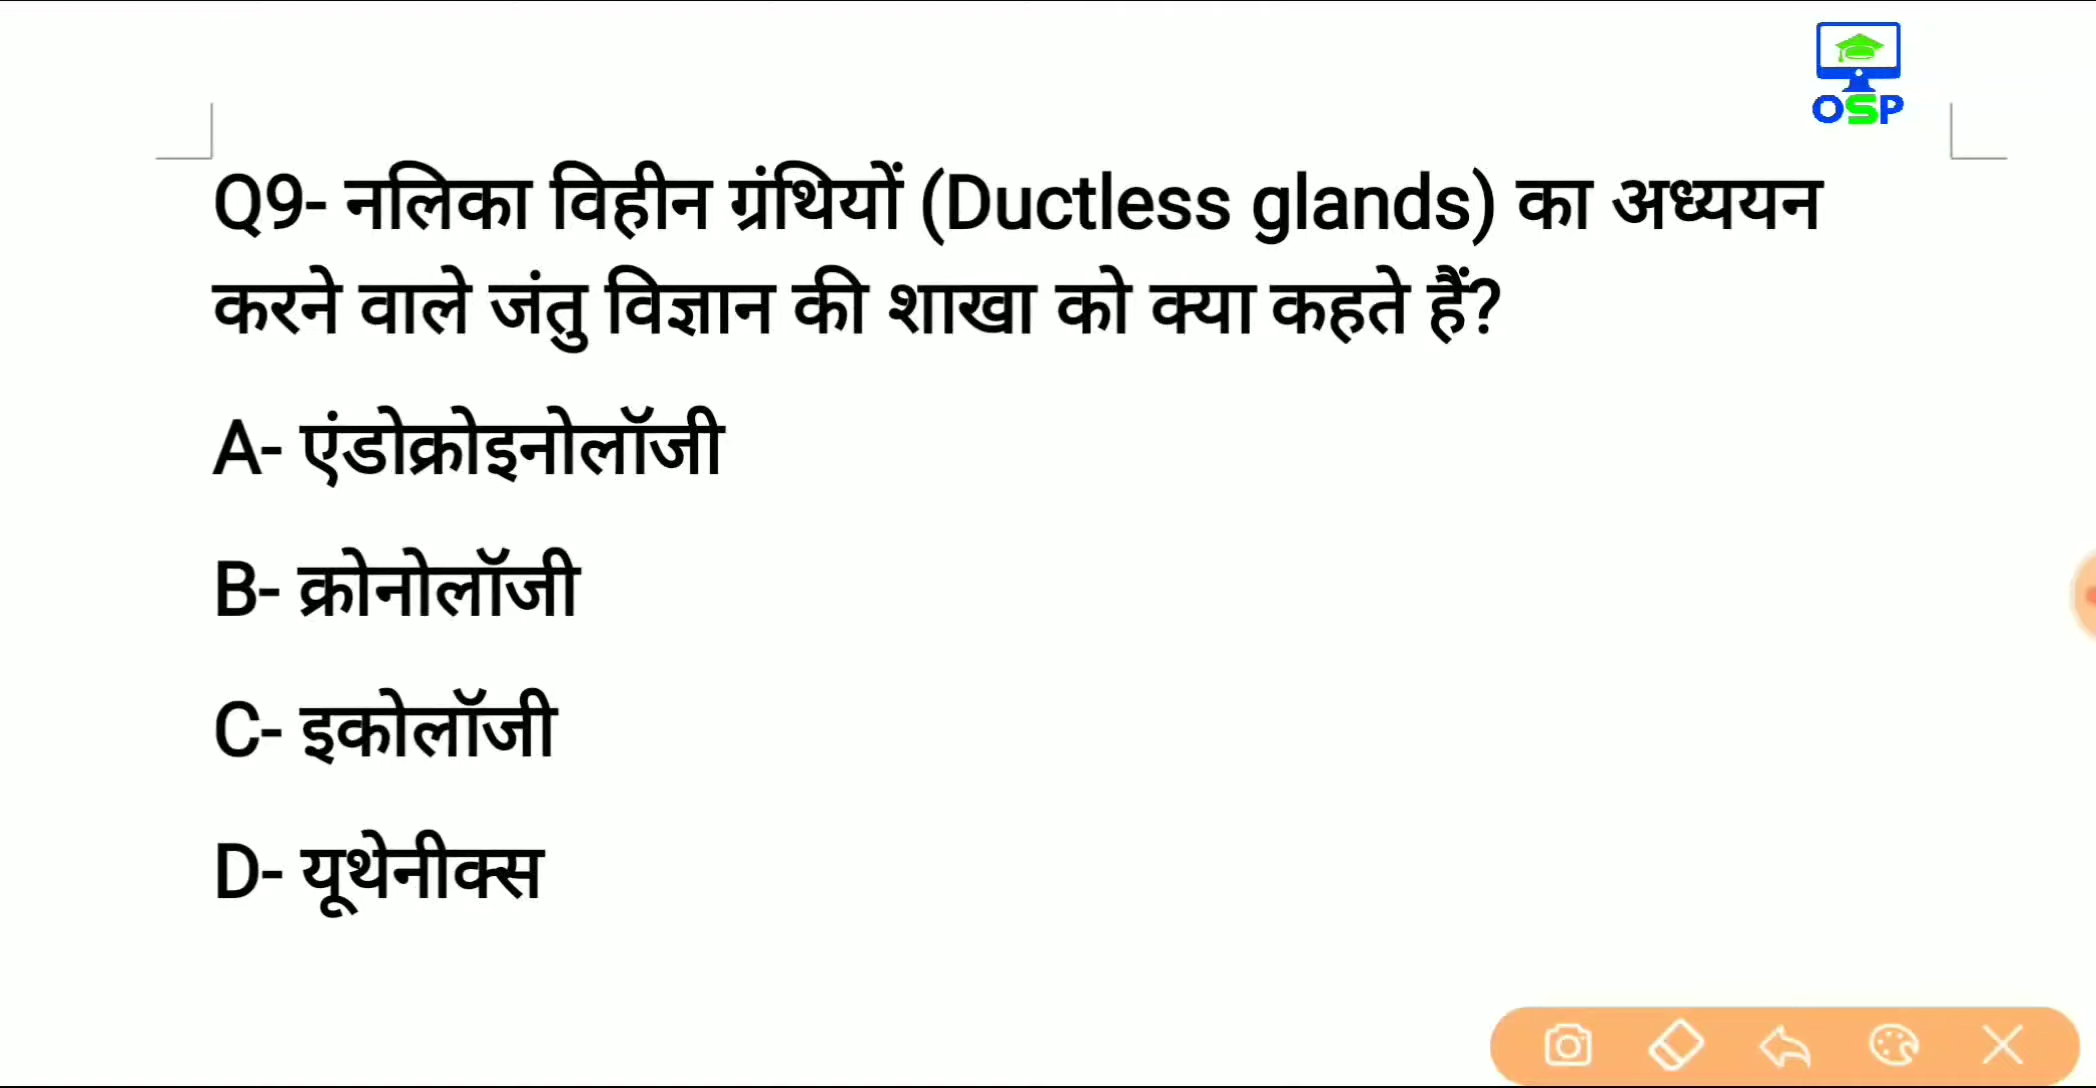 OSP
Q9- नलिका विहीन ग्रंथियों (Ductless glands) का अध्ययन
करने वाले जंतु विज्ञान की शाखा को क्या कहते हैं?
A- एंडोक्रोइनोलॉजी
B- क्रोनोलॉजी
C- इकोलॉजी
D- यूथेनीक्स